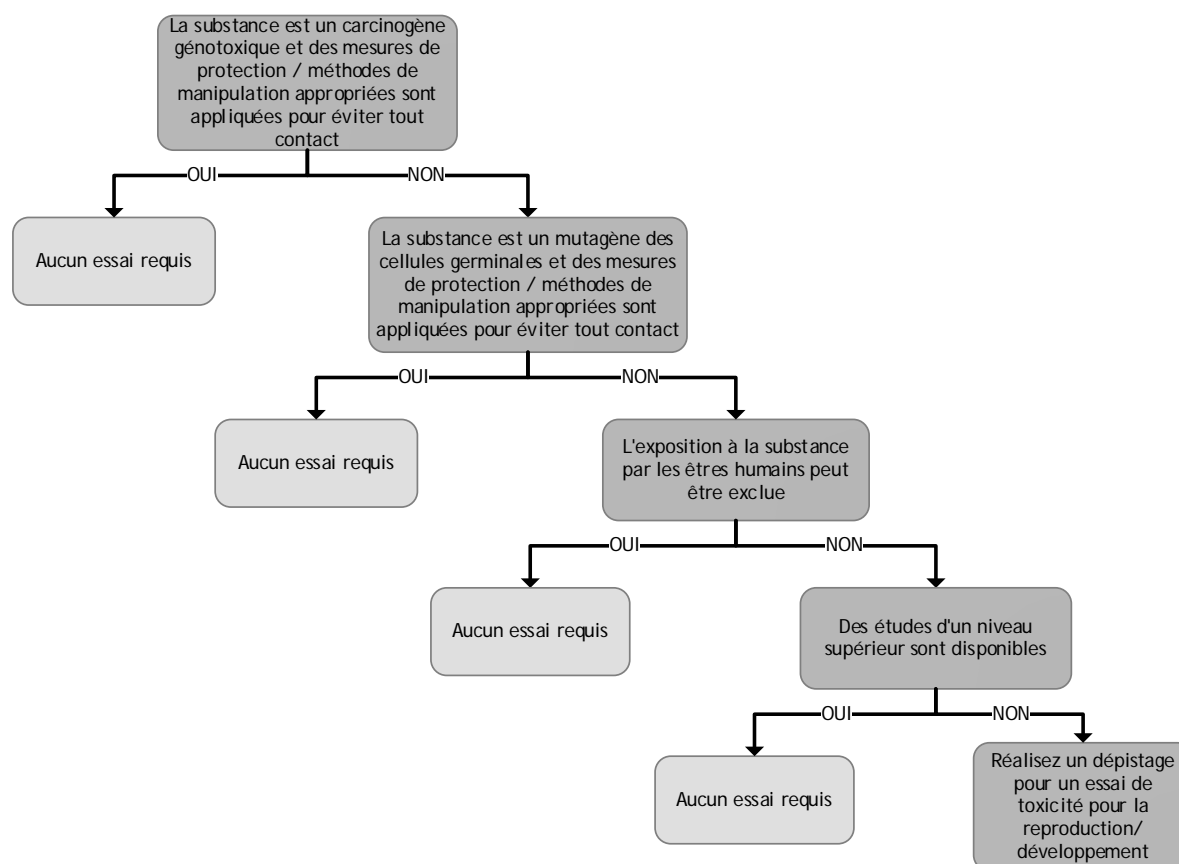 La substance est un carcinogène
génotoxique et des mesures de
protection / méthodes de
manipulation appropriées sont
appliquées pour éviter tout
contact
OUI
NON
Aucun essai requis
La substance est un mutagène des
cellules germinales et des mesures
de protection / méthodes de
manipulation appropriées sont
appliquées pour éviter tout contact
OUI
NON
Aucun essai requis
L'exposition à la substance
par les êtres humains peut
être exclue
OUI
NON
Aucun essai requis
Des études d'un niveau
supérieur sont disponibles
OUI
NON
Aucun essai requis
Réalisez un dépistage
pour un essai de
toxicité pour la
reproduction/
développement